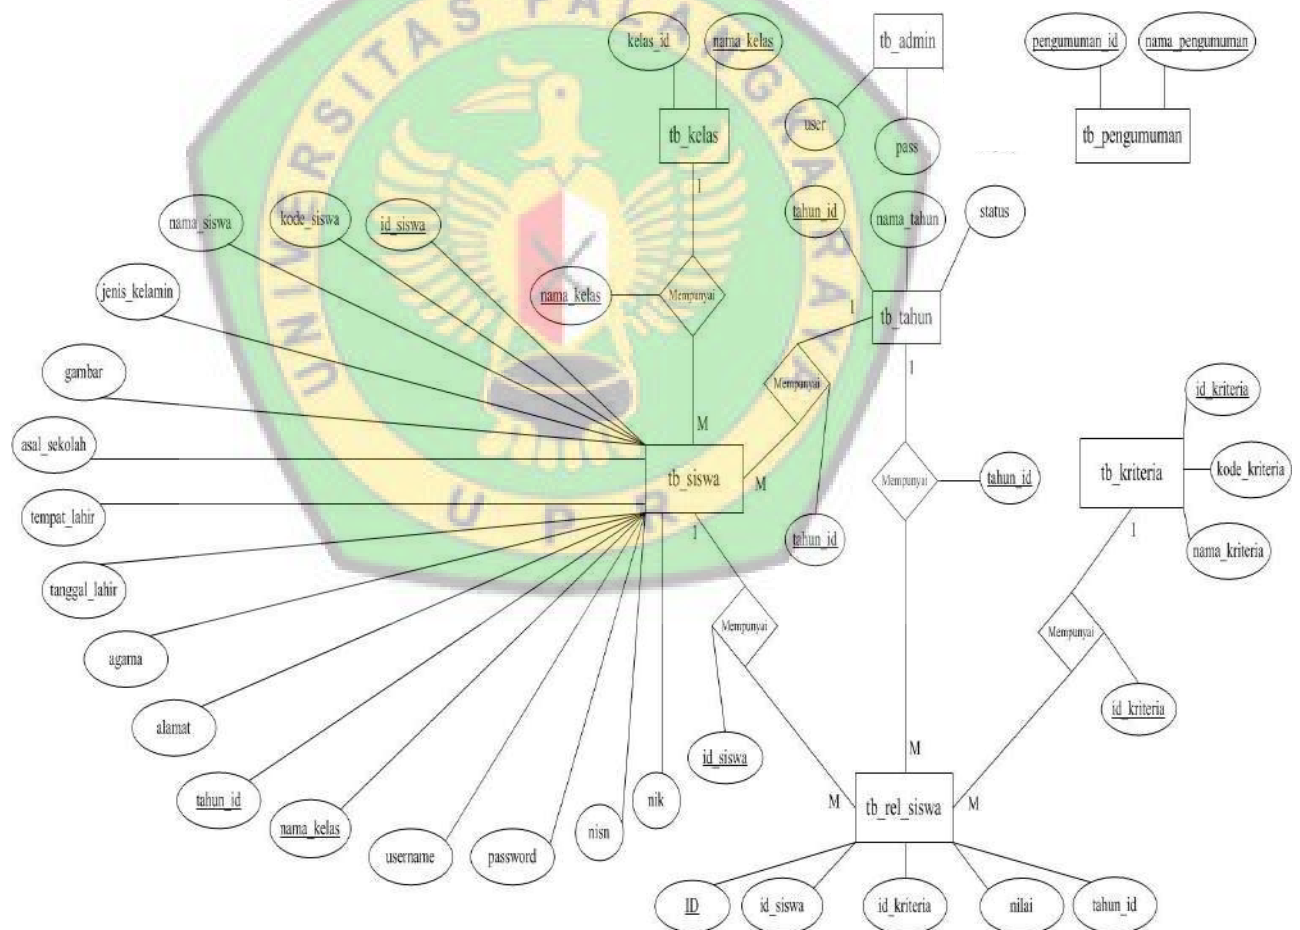 UNIVERSITAS PALANGKARAYA
UPR
kelas_id
nama_kelas
tb_admin
pengumuman_id
nama_pengumuman
tb_kelas
user
pass
tb_pengumuman
1
nama_siswa
kode_siswa
id_siswa
tahun_id
nama_tahun
status
jenis_kelamin
nama_kelas
Mempunyai
1
tb_tahun
gambar
Mempunyai
1
id_kriteria
asal_sekolah
M
tb_siswa
M
Mempunyai
tahun_id
tb_kriteria
kode_kriteria
tempat_lahir
1
tahun_id
1
nama_kriteria
tanggal_lahir
Mempunyai
Mempunyai
agama
alamat
id_siswa
id_kriteria
M
tahun_id
nama_kelas
username
password
nisn
nik
M
tb_rel_siswa
M
ID
id_siswa
id_kriteria
nilai
tahun_id